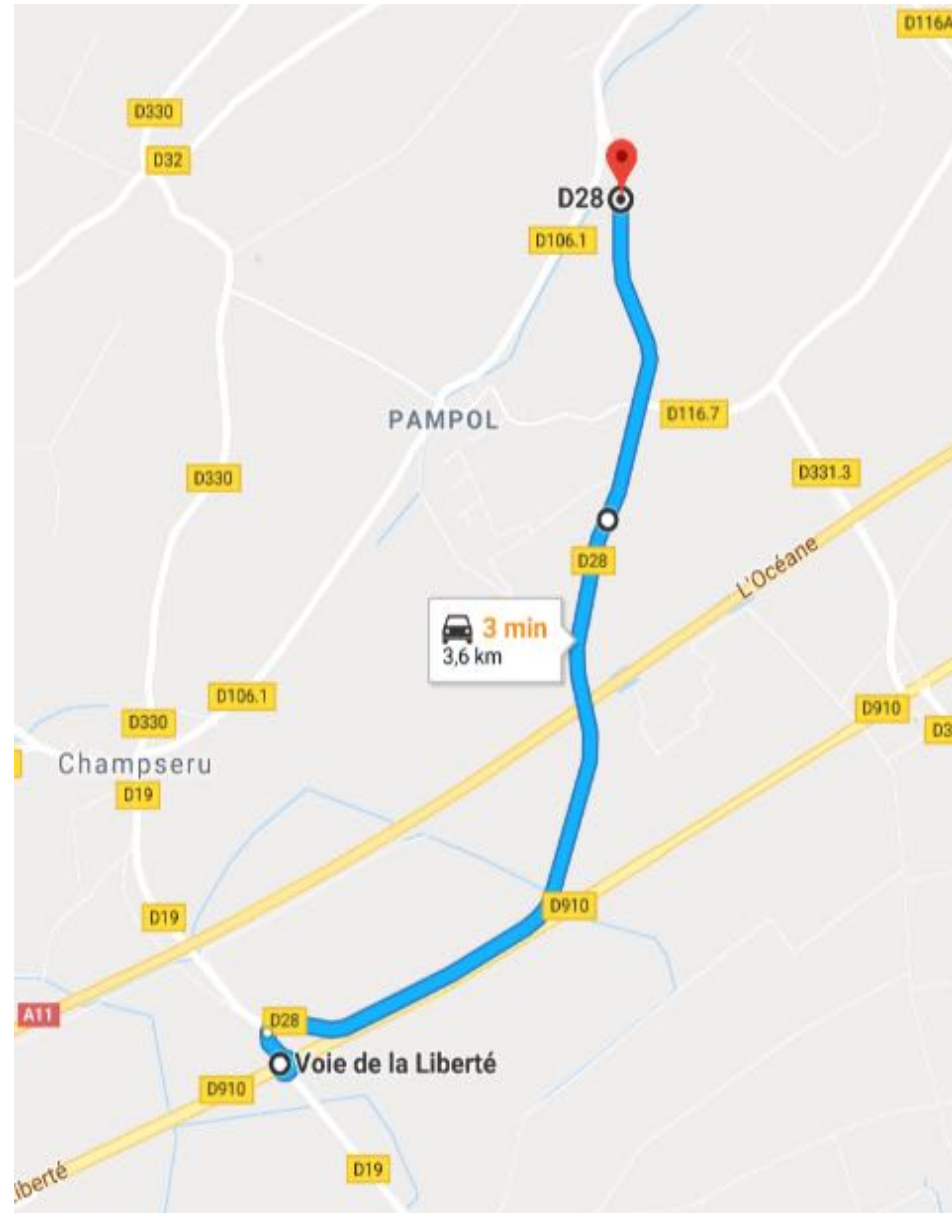 D116A
D330
D32
D28
D106.1
PAMPOL
D116.7
D330
D331.3
D28
L'Océane
3 min
3,6 km
D106.1
D330
D910
D3
Champseru
D19
D910
D19
A11
D28
Voie de la Liberté
D910
D19
iberté